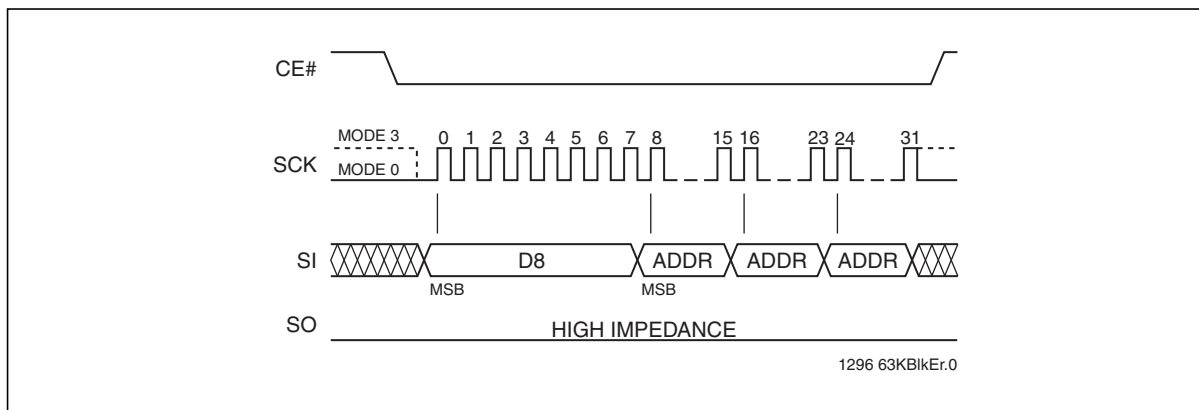 CE#
MODE 3
0 1 2 3 4 5 6 7 8 15 16 23 24 31
SCK
MODE 0
SI
D8
ADDR
ADDR
ADDR
MSB
MSB
SO
HIGH IMPEDANCE
1296 63KBlkEr.0